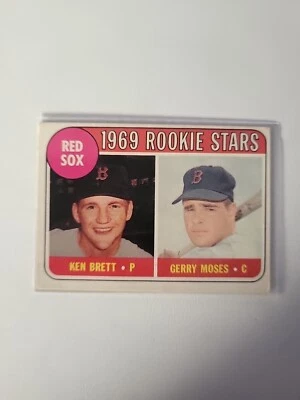 1969 ROOKIE STARS
RED
SOX
B
B
KEN BRETT • P
GERRY MOSES • C